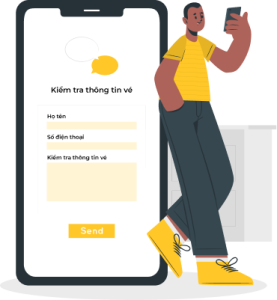 Kiểm tra thông tin vé
Họ tên
Số điện thoại
Kiểm tra thông tin vé
Send